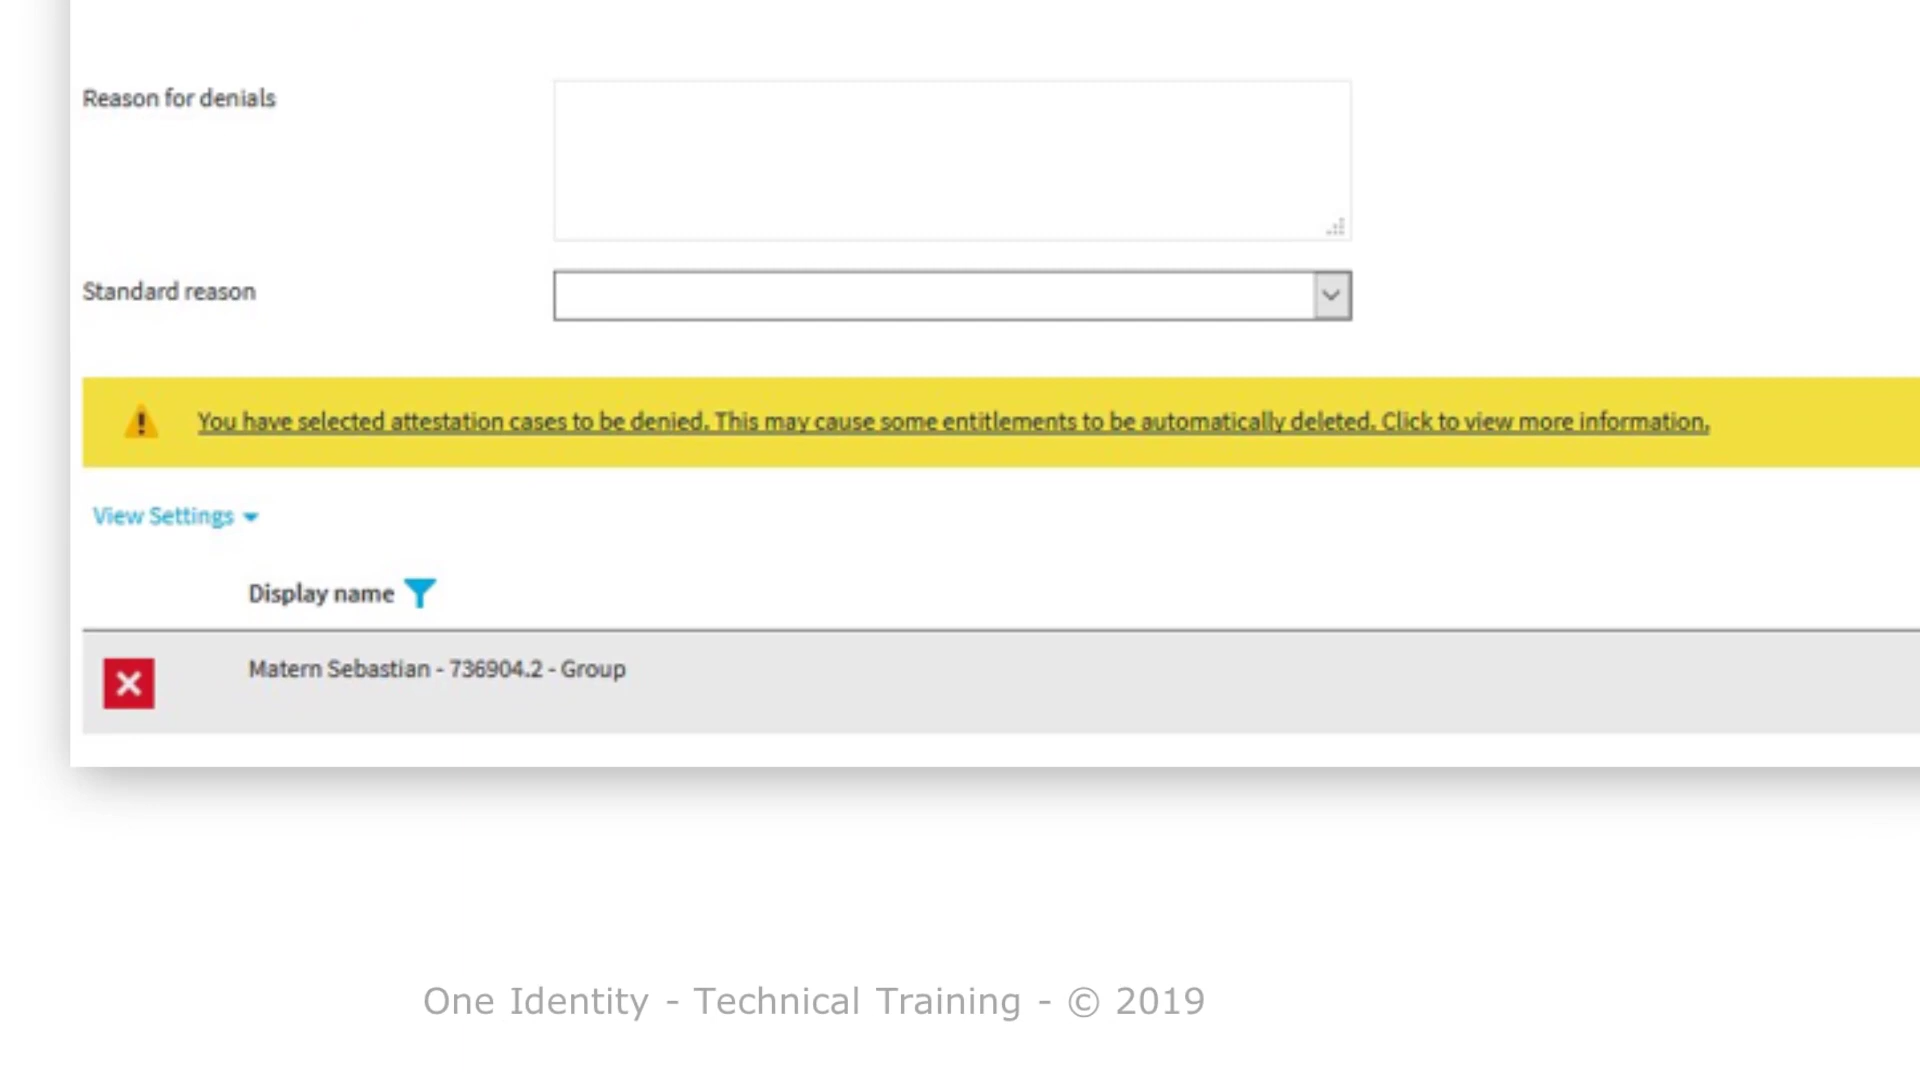 Reason for denials
Standard reason
You have selected attestation cases to be denied. This may cause some entitlements to be automatically deleted. Click to view more information.
View Settings
Display name
Matern Sebastian - 736904.2 - Group
One Identity - Technical Training - © 2019